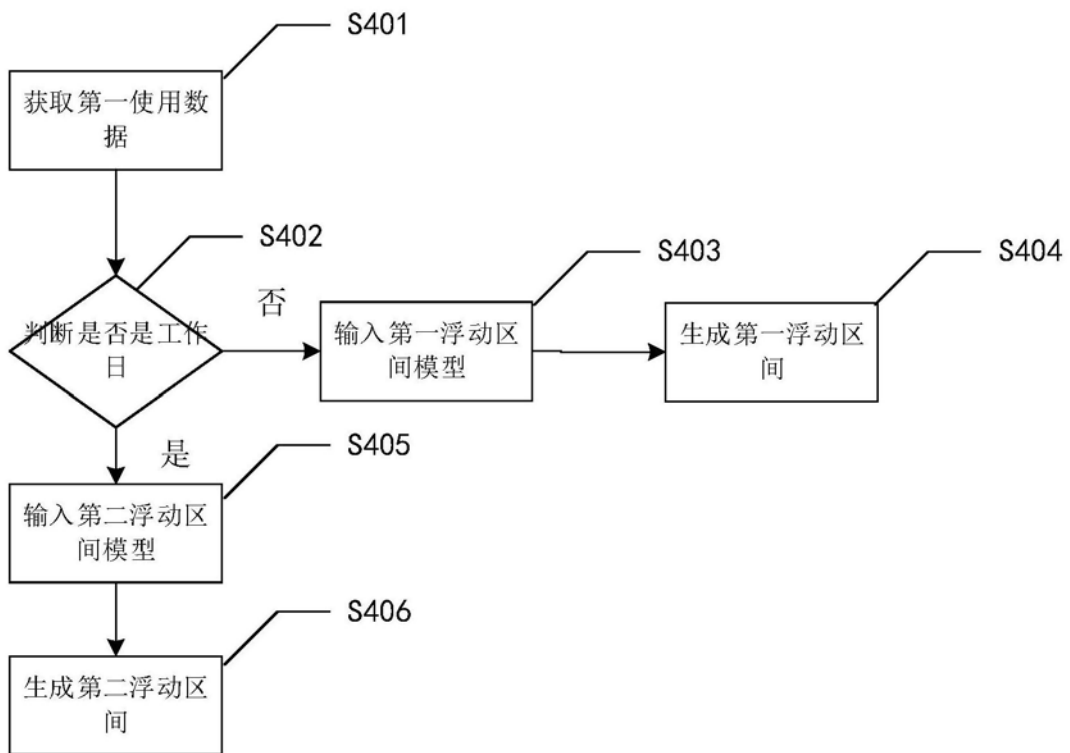 S401
获取第一使用数
据
S402
判断是否是工作
日
否
S403
输入第一浮动区
间模型
S404
生成第一浮动区
间
是
S405
输入第二浮动区
间模型
S406
生成第二浮动区
间